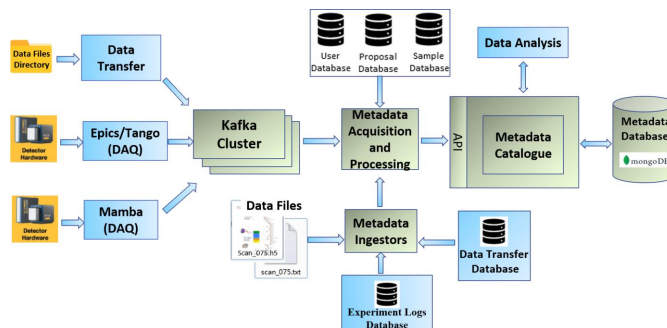 Data Files
Directory
Data
Transfer
User
Database
Proposal
Database
Sample
Database
Data Analysis
Detector
Hardware
Epics/Tango
(DAQ)
Kafka
Cluster
Metadata
Acquisition
and
Processing
API
Metadata
Catalogue
Metadata
Database
mongoDB
Detector
Hardware
Mamba
(DAQ)
Data Files
Scan_075.h5
scan_075.txt
Metadata
Ingestors
Data Transfer
Database
Experiment Logs
Database